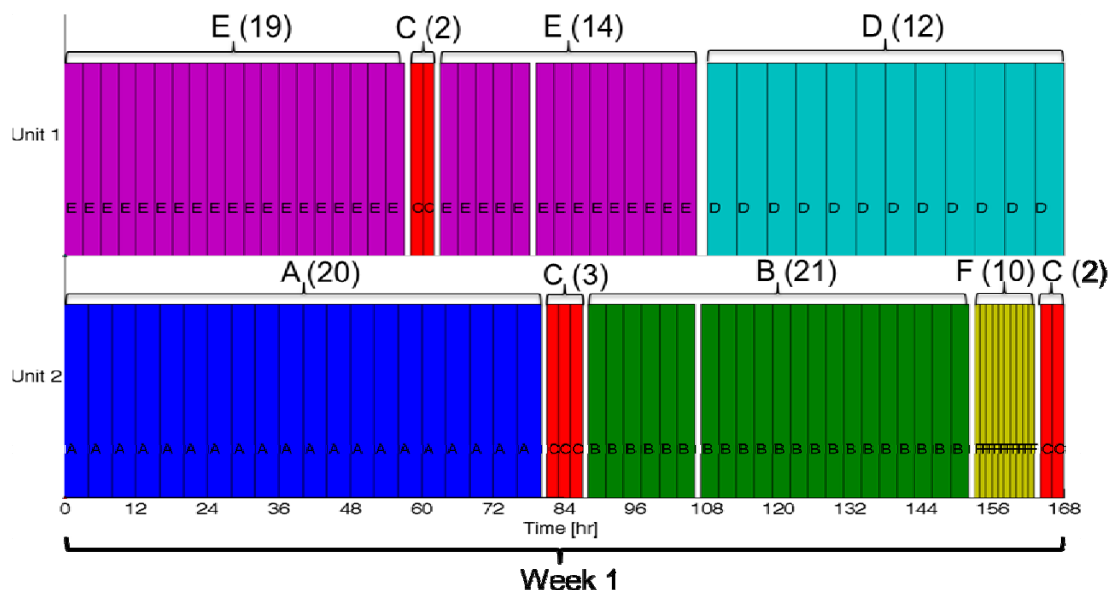 E (19) C (2) E (14) D (12)
Unit 1
E E E E E E E E E E E E E E E E E E E C C E E E E E E E E E E E E E E D D D D D D D D D D D D
A (20) C (3) B (21) F (10) C (2)
Unit 2
A A A A A A A A A A A A A A A A A A A A C C C B B B B B B B B B B B B B B B B B B B B B F F F F F F F F F F C C
0 12 24 36 48 60 72 84 96 108 120 132 144 156 168
Time [hr]
Week 1